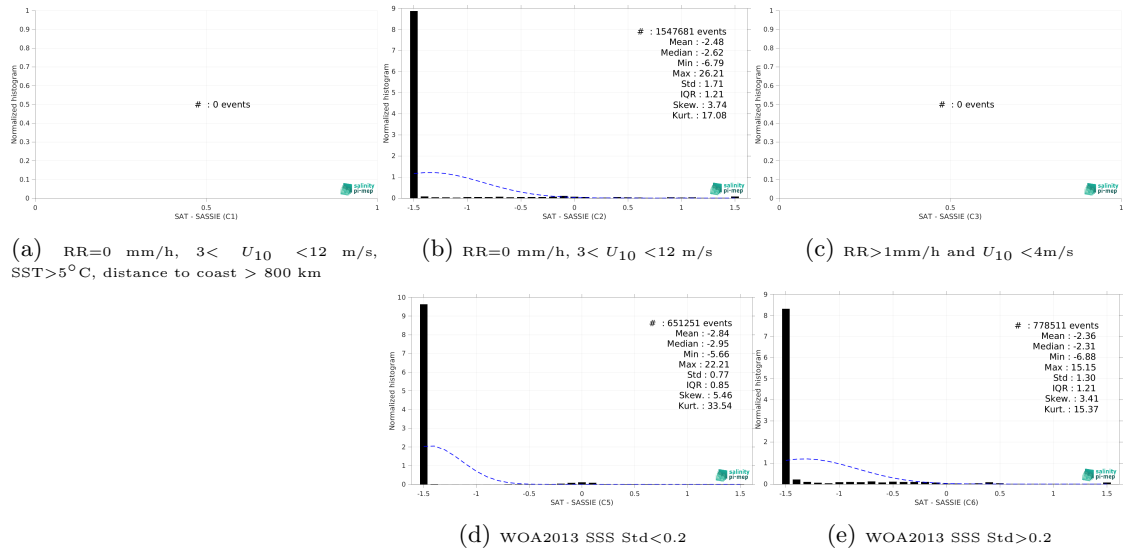 1
0.9
0.8
0.7
0.6
0.5
0.4
0.3
0.2
0.1
0
Normalized histogram
# : 0 events
salinity
pi-mep
0 0.5 1
SAT - SASSIE (C1)
9
8
7
6
5
4
3
2
1
0
Normalized histogram
# : 1547681 events
Mean : -2.48
Median : -2.62
Min : -6.79
Max : 26.21
Std : 1.71
IQR : 1.21
Skew. : 3.74
Kurt. : 17.08
salinity
pi-mep
-1.5 -1 -0.5 0 0.5 1 1.5
SAT - SASSIE (C2)
1
0.9
0.8
0.7
0.6
0.5
0.4
0.3
0.2
0.1
0
Normalized histogram
# : 0 events
salinity
pi-mep
0 0.5 1
SAT - SASSIE (C3)
(a) RR=0 mm/h, 3< U10 <12 m/s,
SST>5°C, distance to coast > 800 km
(b) RR=0 mm/h, 3< U10 <12 m/s
(c) RR>1mm/h and U10 <4m/s
10
9
8
7
6
5
4
3
2
1
0
Normalized histogram
# : 651251 events
Mean : -2.84
Median : -2.95
Min : -5.66
Max : 22.21
Std : 0.77
IQR : 0.85
Skew. : 5.46
Kurt. : 33.54
salinity
pi-mep
-1.5 -1 -0.5 0 0.5 1 1.5
SAT - SASSIE (C5)
9
8
7
6
5
4
3
2
1
0
Normalized histogram
# : 778511 events
Mean : -2.36
Median : -2.31
Min : -6.88
Max : 15.15
Std : 1.30
IQR : 1.21
Skew. : 3.41
Kurt. : 15.37
salinity
pi-mep
-1.5 -1 -0.5 0 0.5 1 1.5
SAT - SASSIE (C6)
(d) WOA2013 SSS Std<0.2
(e) WOA2013 SSS Std>0.2